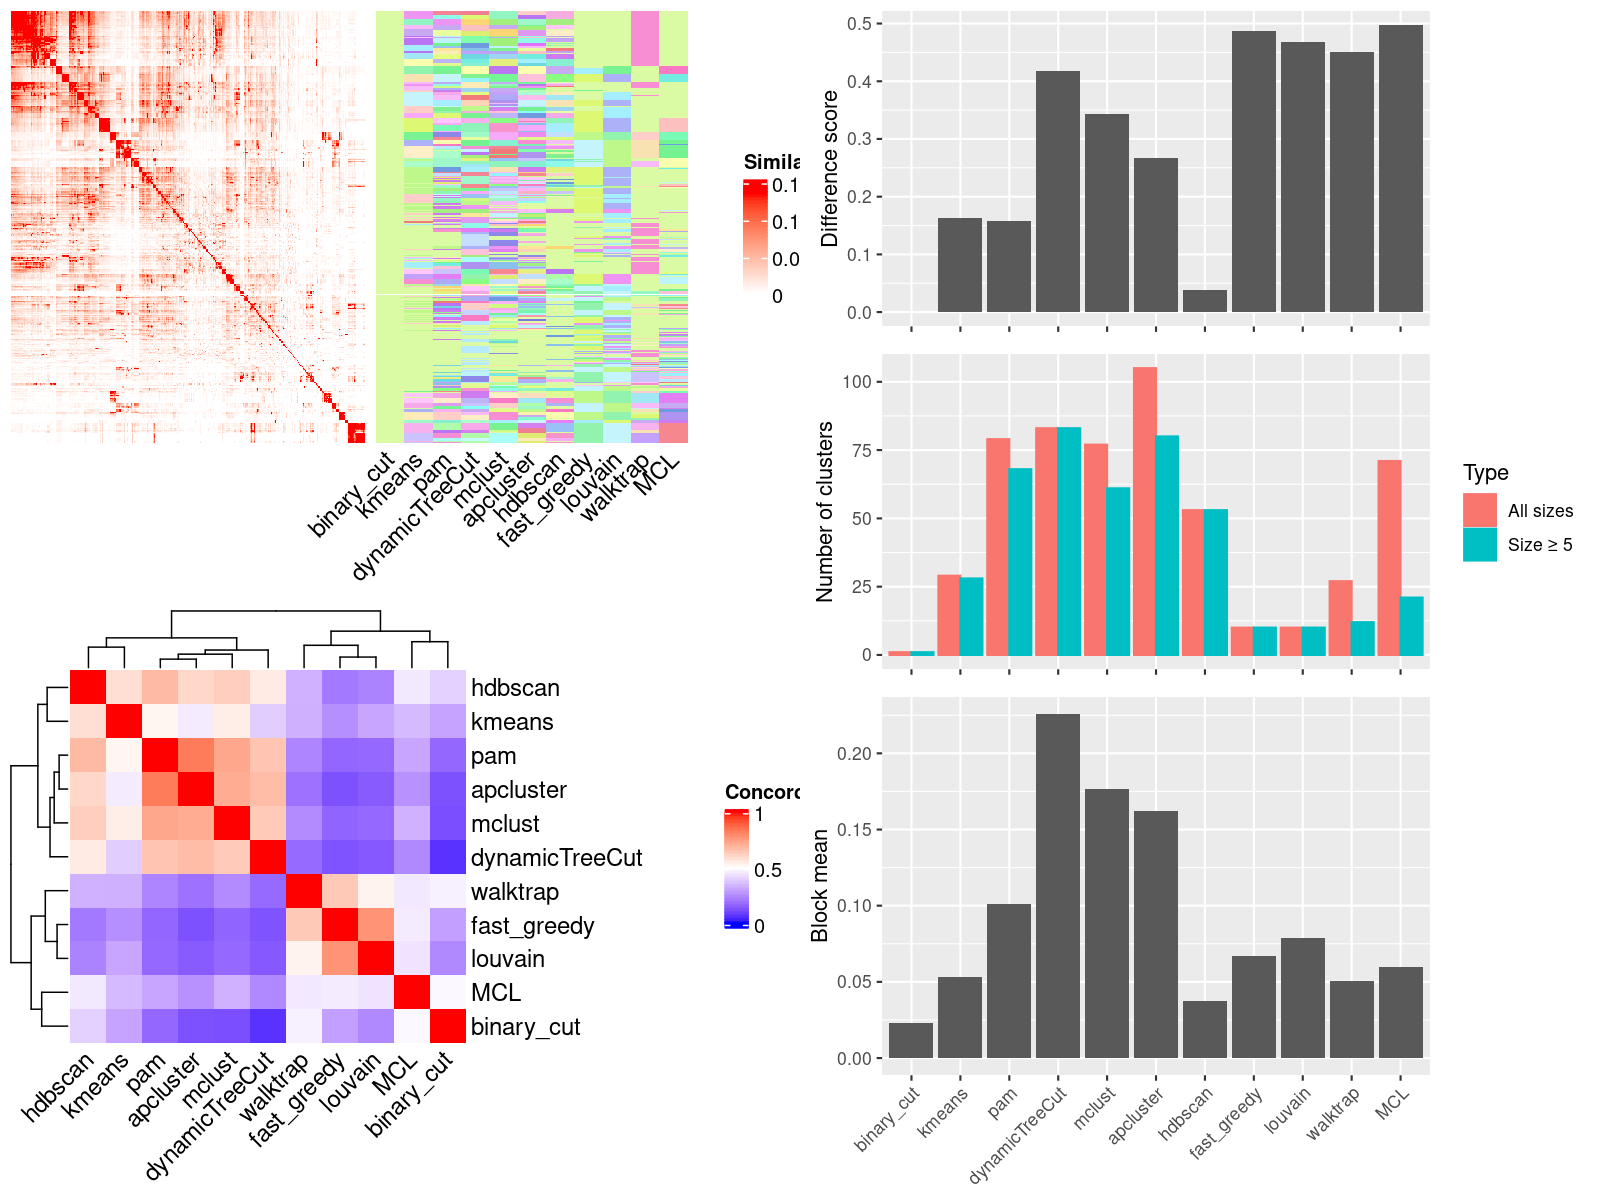 Simila
0.1
0.1
0.0
0
binary_cut
kmeans
pam
dynamicTreeCut
mclust
apcluster
hdbscan
fast_greedy
louvain
walktrap
MCL
Difference score
0.5
0.4
0.3
0.2
0.1
0.0
Number of clusters
100
75
50
25
0
Type
All sizes
Size ≥ 5
hdbscan
kmeans
pam
apcluster
mclust
dynamicTreeCut
walktrap
fast_greedy
louvain
MCL
binary_cut
hdbscan
kmeans
pam
apcluster
mclust
dynamicTreeCut
walktrap
fast_greedy
louvain
MCL
binary_cut
Concord
1
0.5
0
Block mean
0.20
0.15
0.10
0.05
0.00
binary_cut
kmeans
pam
dynamicTreeCut
mclust
apcluster
hdbscan
fast_greedy
louvain
walktrap
MCL